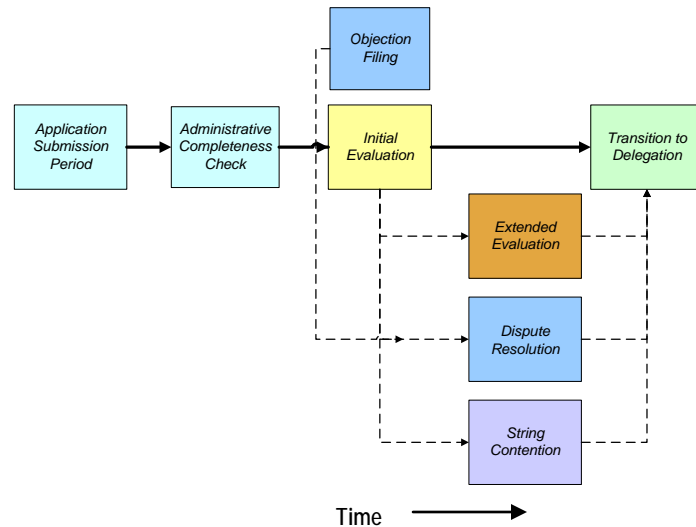 Objection
Filing
Application
Submission
Period
Administrative
Completeness
Check
Initial
Evaluation
Transition to
Delegation
Extended
Evaluation
Dispute
Resolution
String
Contention
Time